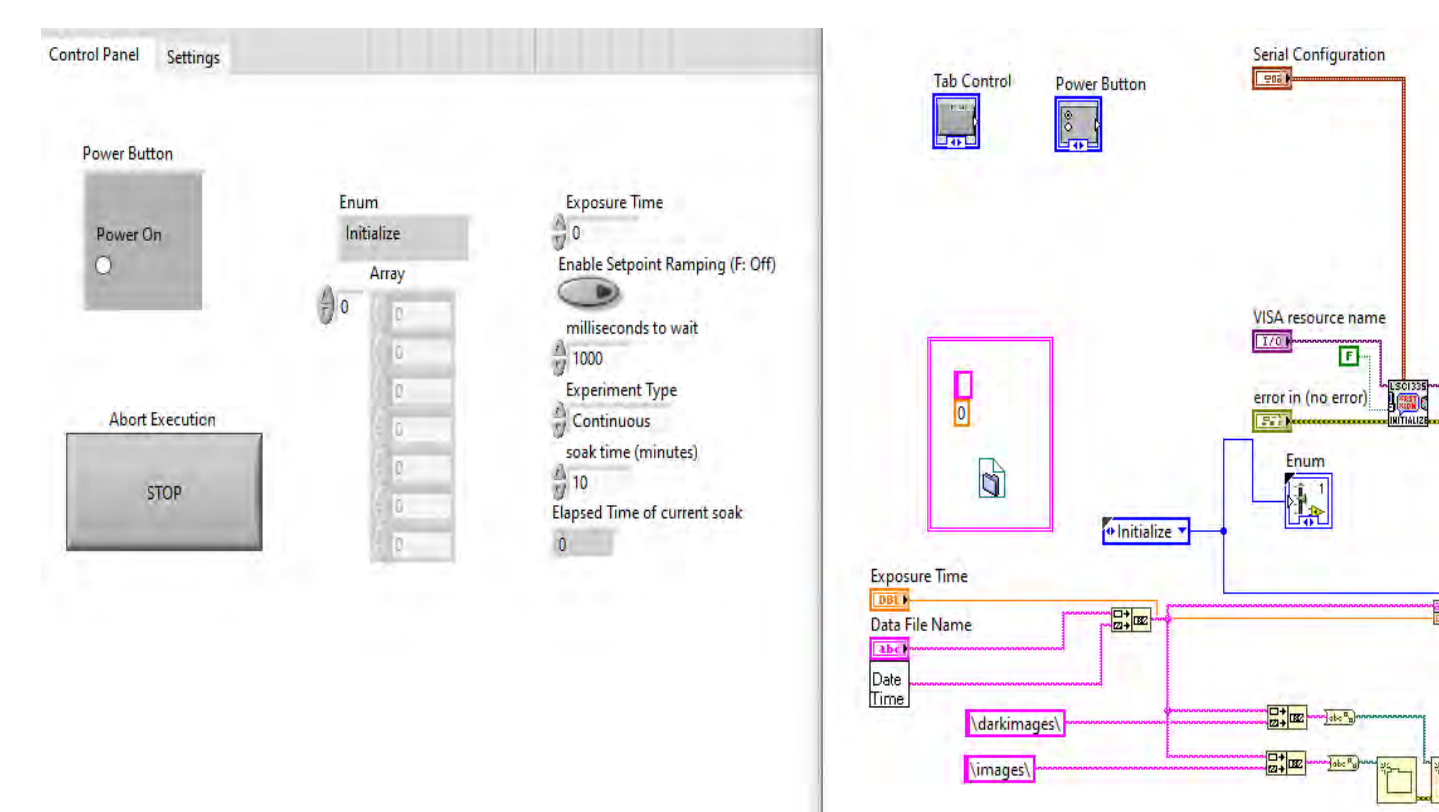 Control Panel
Settings
Power Button
Power On
Abort Execution
STOP
Enum
Initialize
Array
0
0
0
0
0
0
0
0
Exposure Time
0
Enable Setpoint Ramping (F: Off)
milliseconds to wait
1000
Experiment Type
Continuous
soak time (minutes)
10
Elapsed Time of current soak
0
Tab Control
Power Button
Serial Configuration
VISA resource name
I/O
F
error in (no error)
LSCI335
INITIALIZE
Enum
1
0
Initialize
Exposure Time
DBL
Data File Name
abc
Date
Time
\darkimages\
abc
\images\
abc